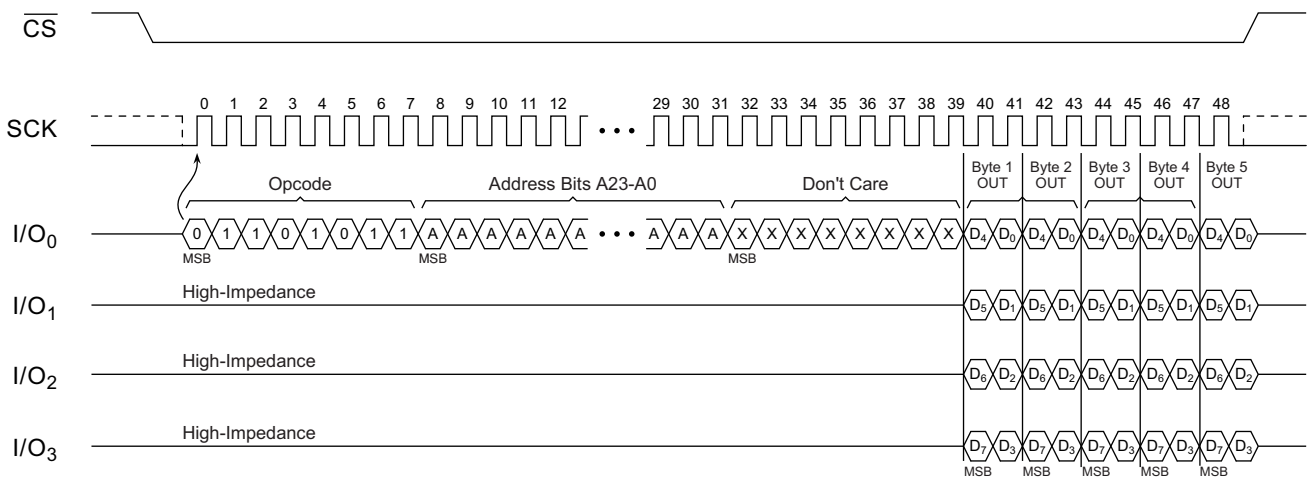 CS
0 1 2 3 4 5 6 7 8 9 10 11 12 29 30 31 32 33 34 35 36 37 38 39 40 41 42 43 44 45 46 47 48
SCK • • •
Opcode Address Bits A23-A0 Don't Care Byte 1 OUT Byte 2 OUT Byte 3 OUT Byte 4 OUT Byte 5 OUT
I/O0 0 1 1 0 1 0 1 1 A A A A A A • • • A A A X X X X X X X X D4 D0 D4 D0 D4 D0 D4 D0 D4 D0
MSB MSB MSB
I/O1 High-Impedance D5 D1 D5 D1 D5 D1 D5 D1 D5 D1
I/O2 High-Impedance D6 D2 D6 D2 D6 D2 D6 D2 D6 D2
I/O3 High-Impedance D7 D3 D7 D3 D7 D3 D7 D3 D7 D3
MSB MSB MSB MSB MSB